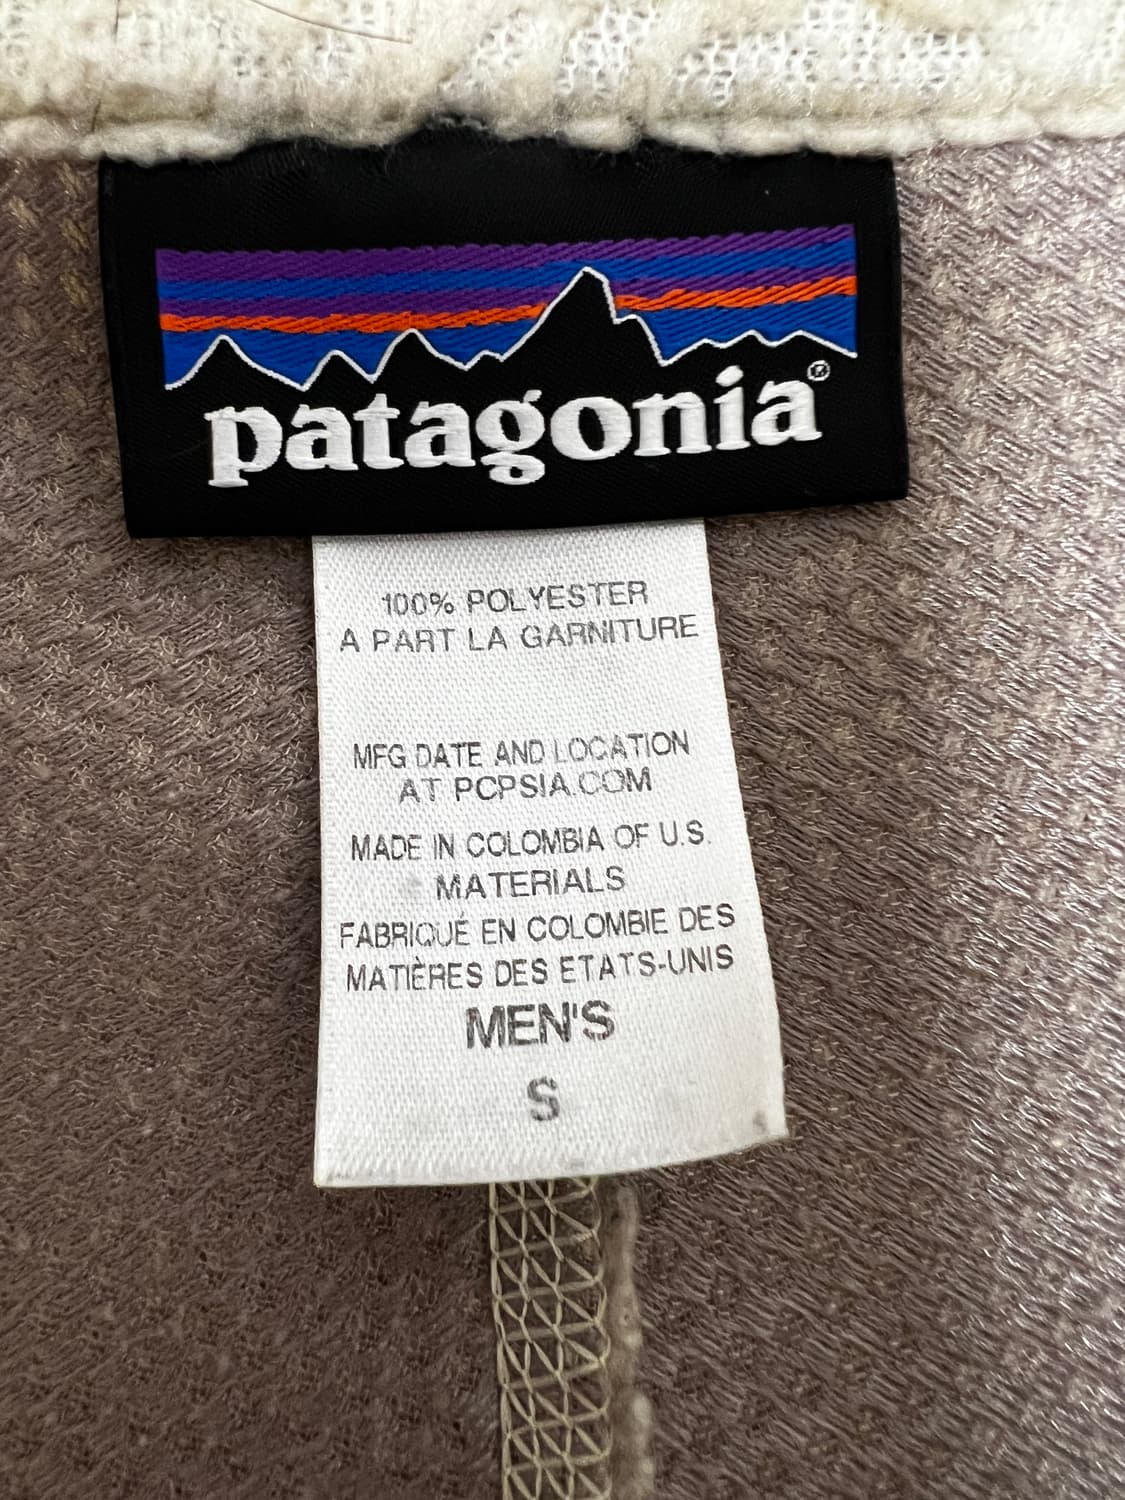 patagonia®
100% POLYESTER
A PART LA GARNITURE
MFG DATE AND LOCATION
AT PCPSIA.COM
MADE IN COLOMBIA OF U.S.
MATERIALS
FABRIQUÉ EN COLOMBIE DES
MATIÈRES DES ETATS-UNIS
MEN'S
S